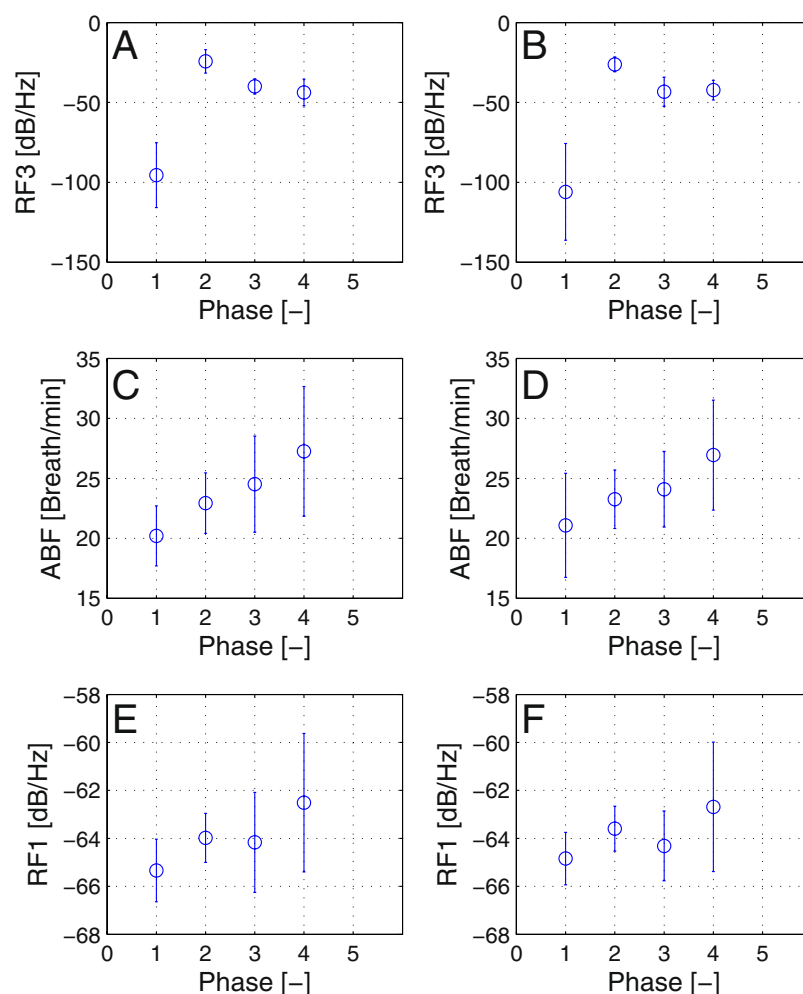 A
RF3 [dB/Hz]
0
−50
−100
−150
0 1 2 3 4 5
Phase [−]
B
RF3 [dB/Hz]
0
−50
−100
−150
0 1 2 3 4 5
Phase [−]
C
ABF [Breath/min]
35
30
25
20
15
0 1 2 3 4 5
Phase [−]
D
ABF [Breath/min]
35
30
25
20
15
0 1 2 3 4 5
Phase [−]
E
RF1 [dB/Hz]
−58
−60
−62
−64
−66
−68
0 1 2 3 4 5
Phase [−]
F
RF1 [dB/Hz]
−58
−60
−62
−64
−66
−68
0 1 2 3 4 5
Phase [−]